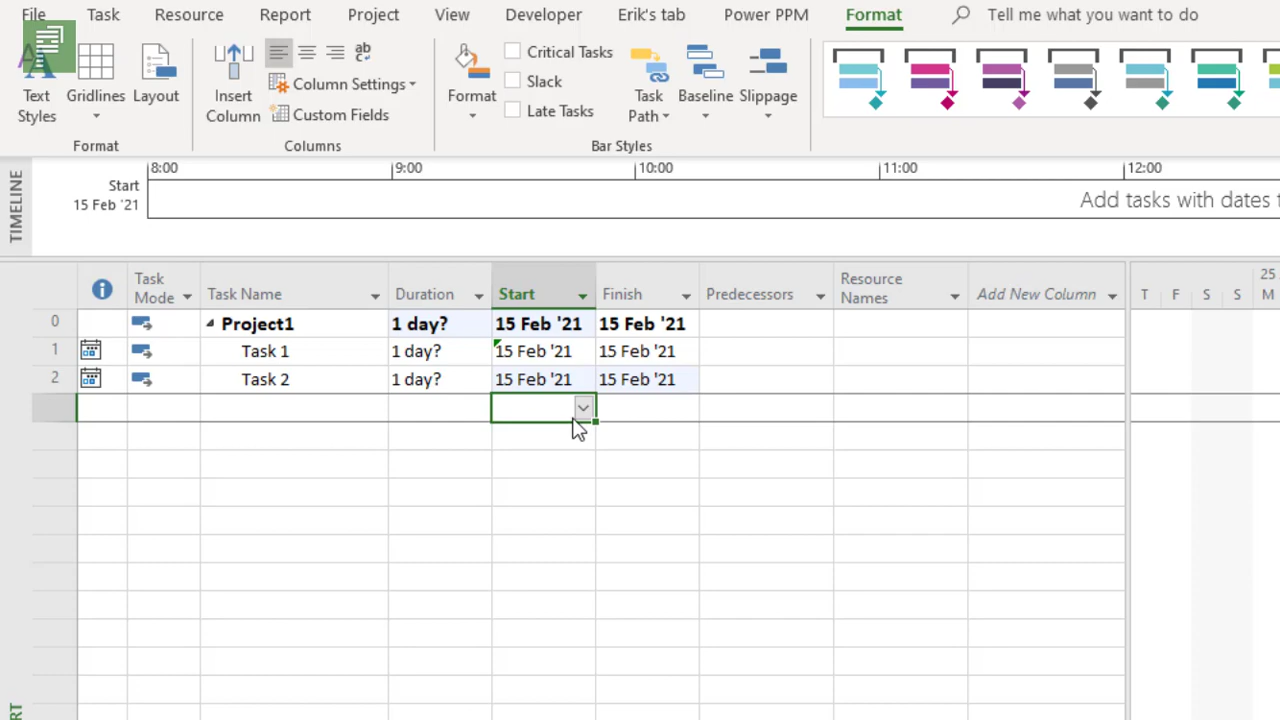 File Task Resource Report Project View Developer Erik's tab Power PPM Format Tell me what you want to do
Text Styles
Gridlines
Layout
Format
Insert Column
Column Settings
Custom Fields
Columns
Format
Critical Tasks
Slack
Late Tasks
Task Path
Baseline
Slippage
Bar Styles
TIMELINE
8:00 9:00 10:00 11:00 12:00
Start
15 Feb '21
Add tasks with dates t
Task Mode Task Name Duration Start Finish Predecessors Resource Names Add New Column
25
T F S S M
0 Project1 1 day? 15 Feb '21 15 Feb '21
1 Task 1 1 day? 15 Feb '21 15 Feb '21
2 Task 2 1 day? 15 Feb '21 15 Feb '21
RT